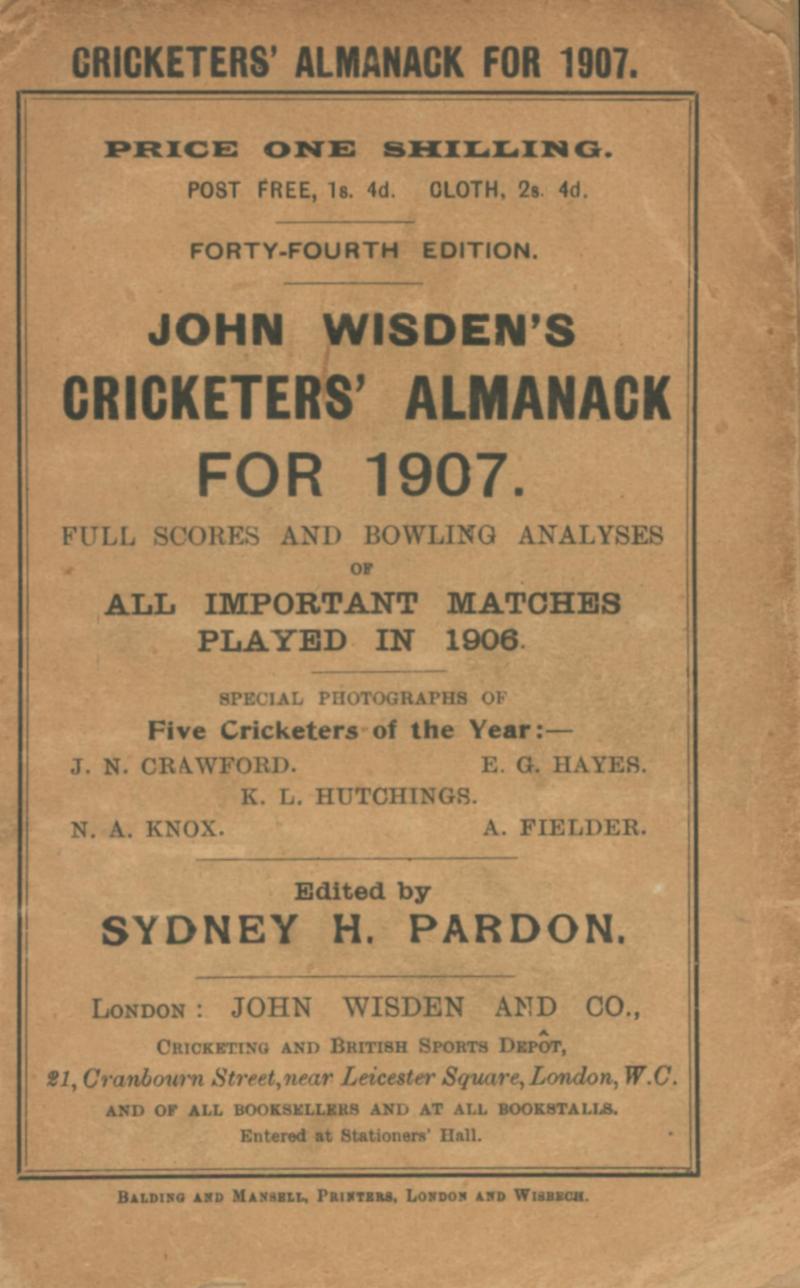 CRICKETERS' ALMANACK FOR 1907.
PRICE ONE SHILLING.
POST FREE, 1s. 4d. CLOTH, 2s. 4d.
FORTY-FOURTH EDITION.
JOHN WISDEN'S
CRICKETERS' ALMANACK
FOR 1907.
FULL SCORES AND BOWLING ANALYSES
OF
ALL IMPORTANT MATCHES
PLAYED IN 1906.
SPECIAL PHOTOGRAPHS OF
Five Cricketers of the Year:—
J. N. CRAWFORD. E. G. HAYES.
K. L. HUTCHINGS.
N. A. KNOX. A. FIELDER.
Edited by
SYDNEY H. PARDON.
LONDON: JOHN WISDEN AND CO.,
CRICKETING AND BRITISH SPORTS DEPÔT,
21, Cranbourn Street, near Leicester Square, London, W.C.
AND OF ALL BOOKSELLERS AND AT ALL BOOKSTALLS.
Entered at Stationers' Hall.
BALDING AND MANSELL, PRINTERS, LONDON AND WISBECH.